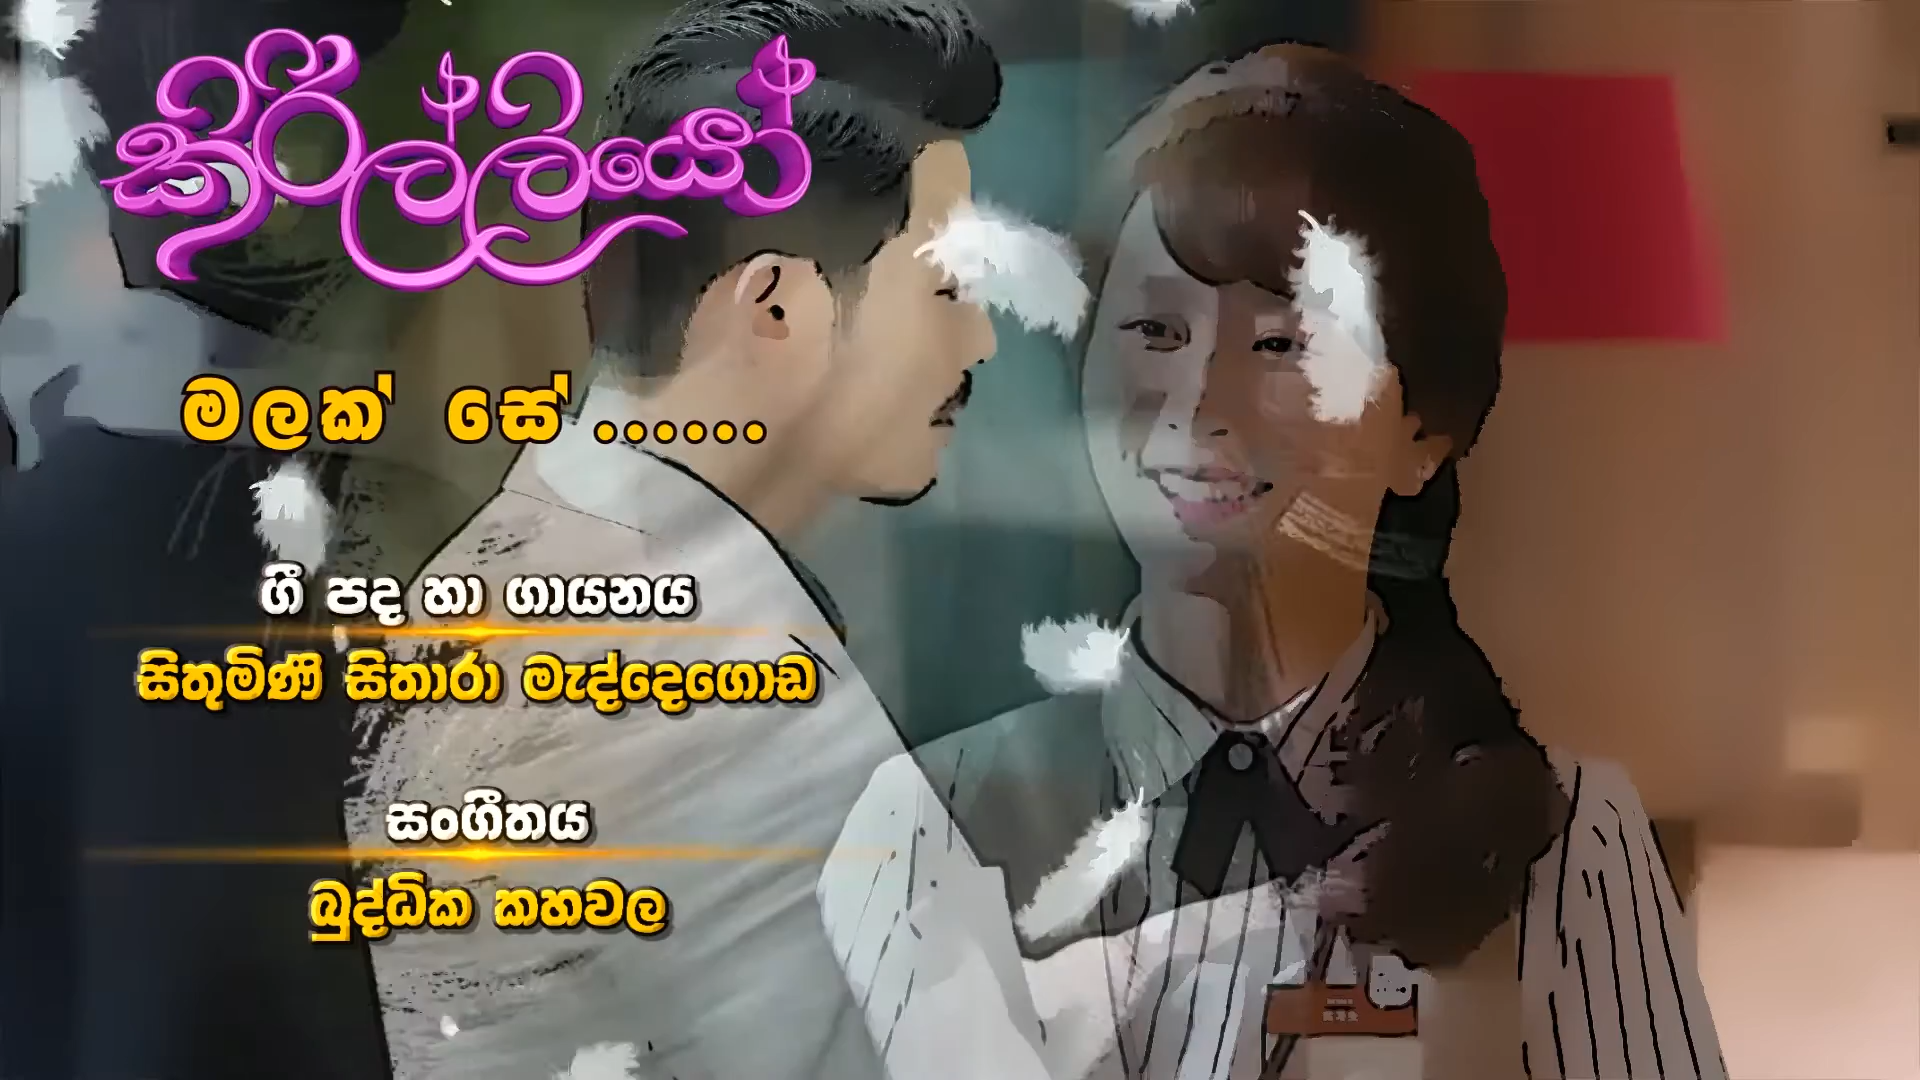 කිරිල්ලියෝ
මලක් සේ ......
ගී පද හා ගායනය
සිතුමිණි සිතාරා මැද්දෙගොඩ
සංගීතය
බුද්ධික කහවල